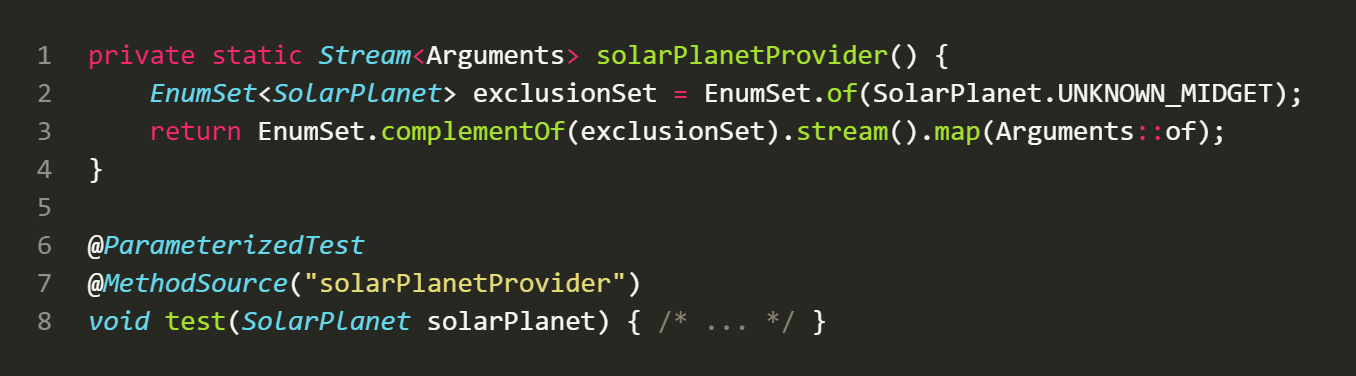 1 private static Stream<Arguments> solarPlanetProvider() {
2     EnumSet<SolarPlanet> exclusionSet = EnumSet.of(SolarPlanet.UNKNOWN_MIDGET);
3     return EnumSet.complementOf(exclusionSet).stream().map(Arguments::of);
4 }
5
6 @ParameterizedTest
7 @MethodSource("solarPlanetProvider")
8 void test(SolarPlanet solarPlanet) { /* ... */ }